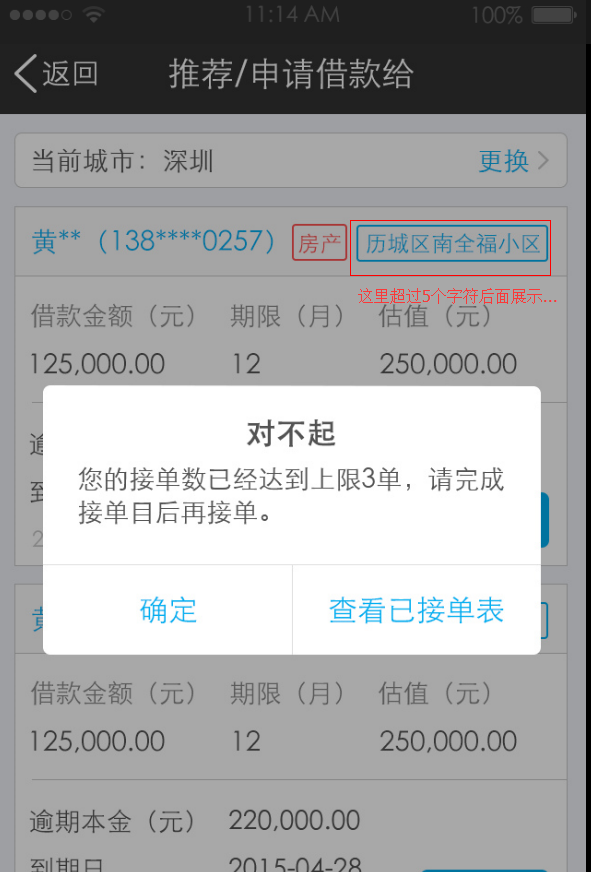 11:14 AM 100%
返回 推荐/申请借款给
当前城市：深圳 更换
黄**（138****0257） 房产 历城区南全福小区
这里超过5个字符后面展示...
借款金额（元） 期限（月） 估值（元）
125,000.00 12 250,000.00
逾
到
2
对不起
您的接单数已经达到上限3单，请完成
接单目后再接单。
确定 查看已接单表
黄
借款金额（元） 期限（月） 估值（元）
125,000.00 12 250,000.00
逾期本金（元） 220,000.00
到期日 2015-04-28